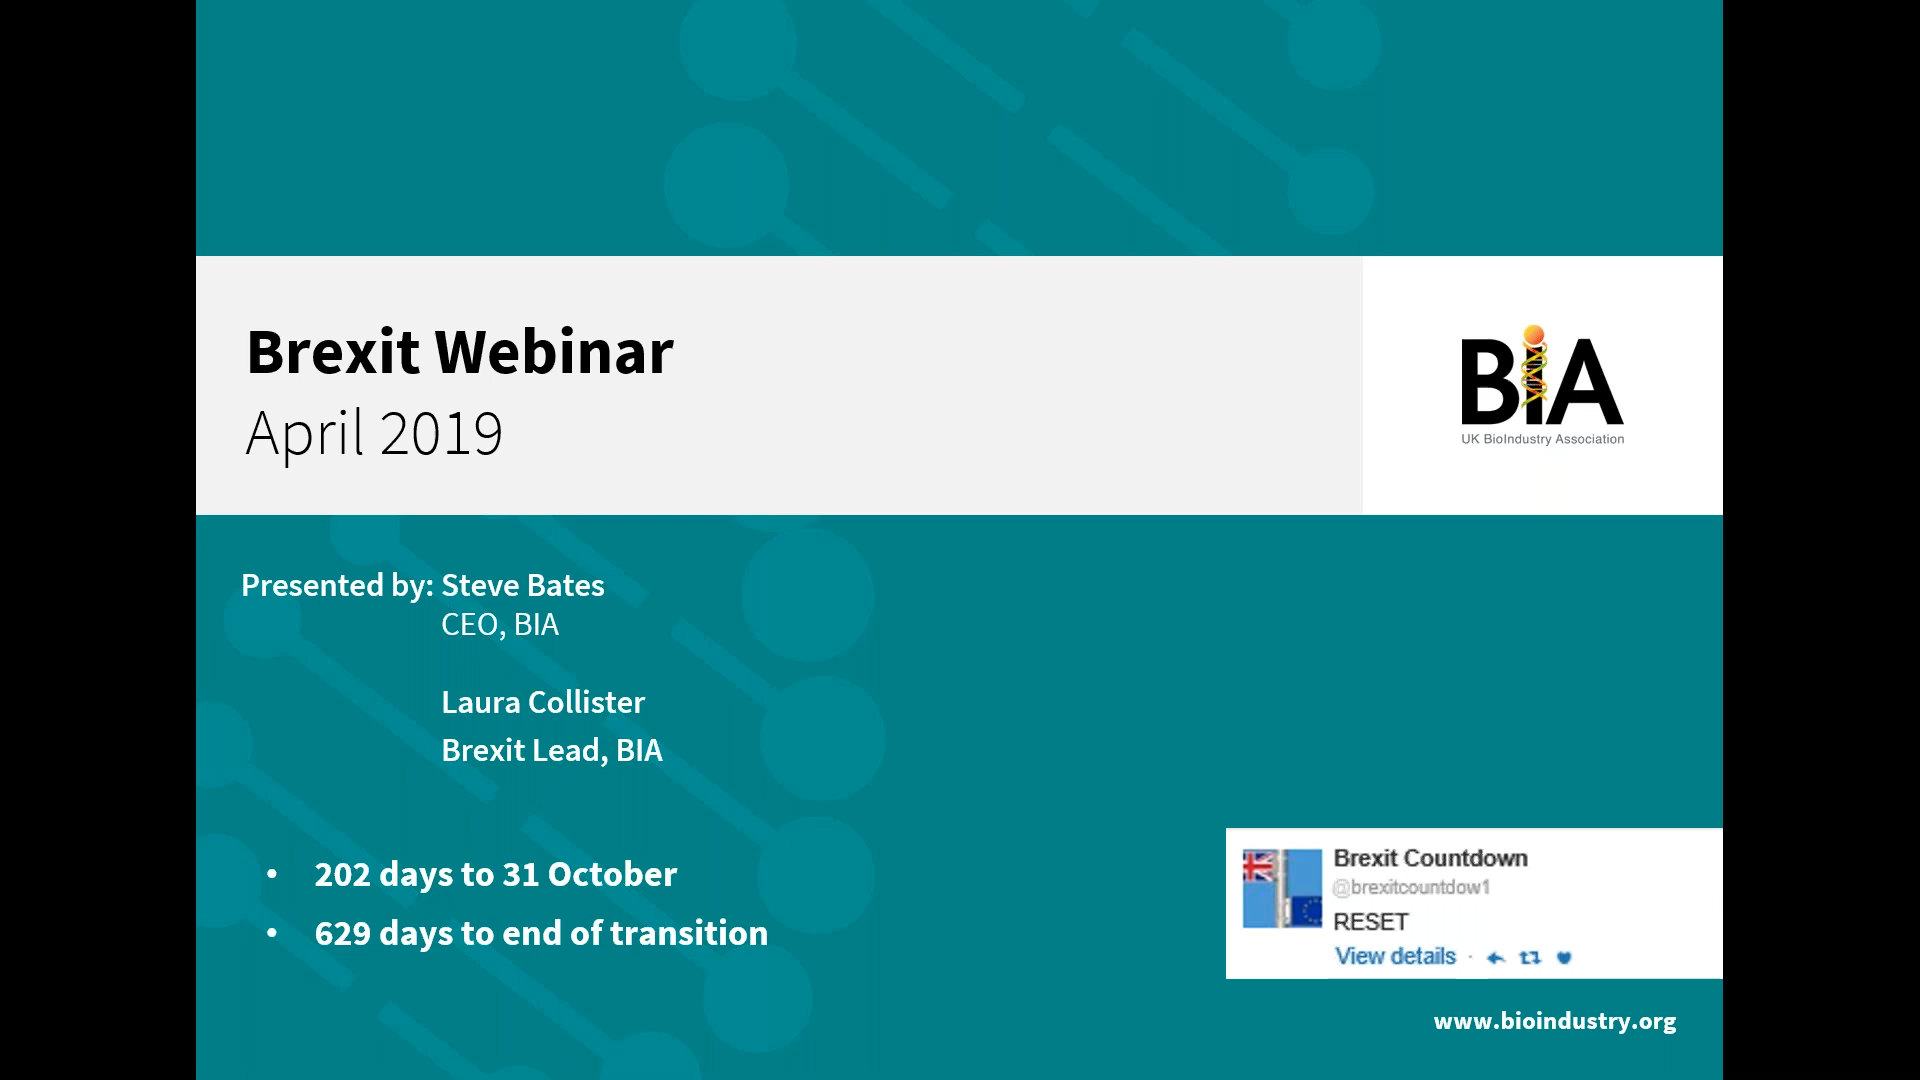 Brexit Webinar
April 2019
BIA
UK BioIndustry Association
Presented by: Steve Bates
CEO, BIA
Laura Collister
Brexit Lead, BIA
• 202 days to 31 October
• 629 days to end of transition
Brexit Countdown
@brexitcountdow1
RESET
View details
www.bioindustry.org